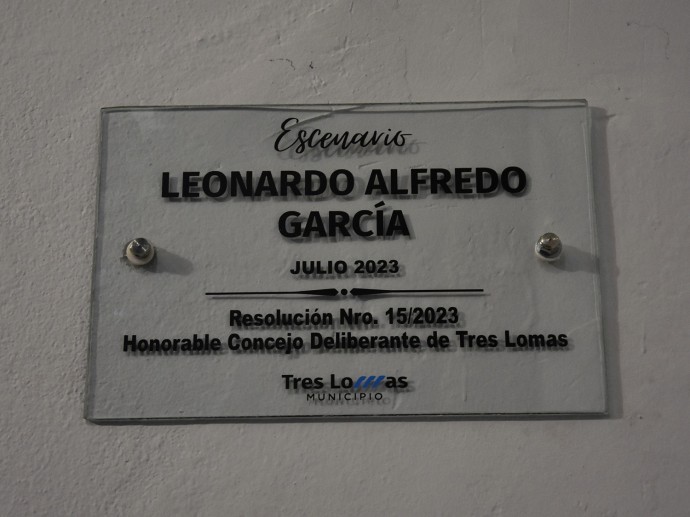 Escenario
LEONARDO ALFREDO
GARCÍA
JULIO 2023
Resolución Nro. 15/2023
Honorable Concejo Deliberante de Tres Lomas
Tres Lomas
MUNICIPIO